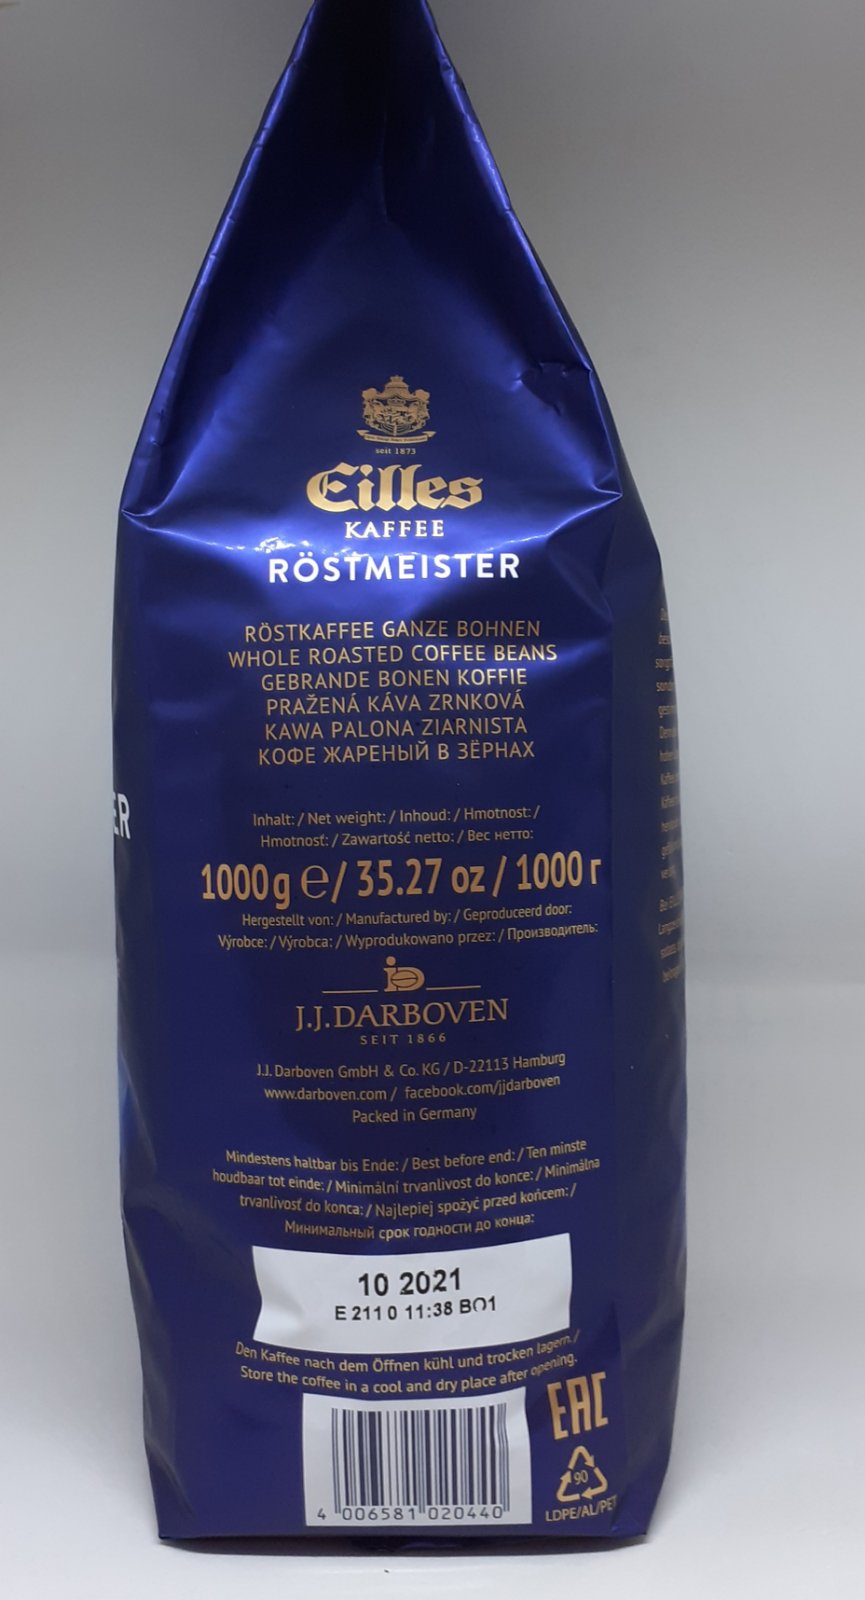 seit 1873
Eilles
KAFFEE
RÖSTMEISTER
RÖSTKAFFEE GANZE BOHNEN
WHOLE ROASTED COFFEE BEANS
GEBRANDE BONEN KOFFIE
PRAŽENÁ KÁVA ZRNKOVÁ
KAWA PALONA ZIARNISTA
КОФЕ ЖАРЕНЫЙ В ЗЁРНАХ
ER
Inhalt: / Net weight: / Inhoud: / Hmotnost: /
Hmotnosť: / Zawartość netto: / Вес нетто:
1000 g ℮ / 35.27 oz / 1000 г
Hergestellt von: / Manufactured by: / Geproduceerd door:
Výrobce: / Výrobca: / Wyprodukowano przez: / Производитель:
J.J.DARBOVEN
SEIT 1866
J.J. Darboven GmbH & Co. KG / D-22113 Hamburg
www.darboven.com / facebook.com/jjdarboven
Packed in Germany
Mindestens haltbar bis Ende: / Best before end: / Ten minste
houdbaar tot einde: / Minimální trvanlivost do konce: / Minimálna
trvanlivosť do konca: / Najlepiej spożyć przed końcem: /
Минимальный срок годности до конца:
10 2021
E 211 0 11:38 BO1
Den Kaffee nach dem Öffnen kühl und trocken lagern. /
Store the coffee in a cool and dry place after opening.
EAC
90
LDPE/AL/PET
4 006581 020440